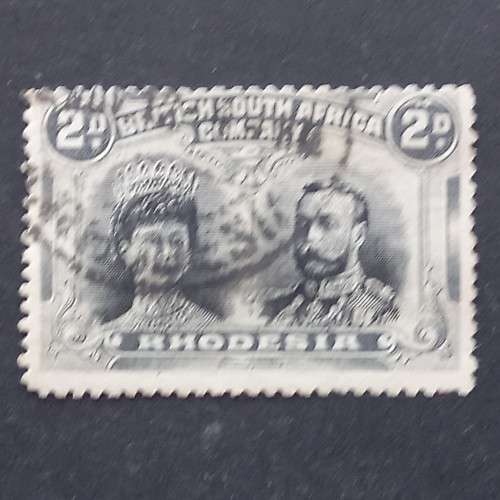 2D. 2D.
BRITISH SOUTH AFRICA
COMPANY
RHODESIA